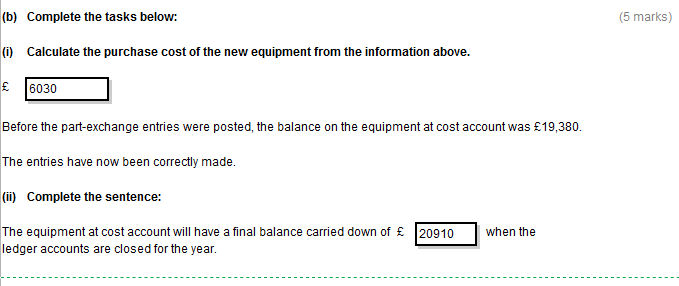 (b) Complete the tasks below: (5 marks)
(i) Calculate the purchase cost of the new equipment from the information above.
£ 6030
Before the part-exchange entries were posted, the balance on the equipment at cost account was £19,380.
The entries have now been correctly made.
(ii) Complete the sentence:
The equipment at cost account will have a final balance carried down of £ 20910 when the
ledger accounts are closed for the year.